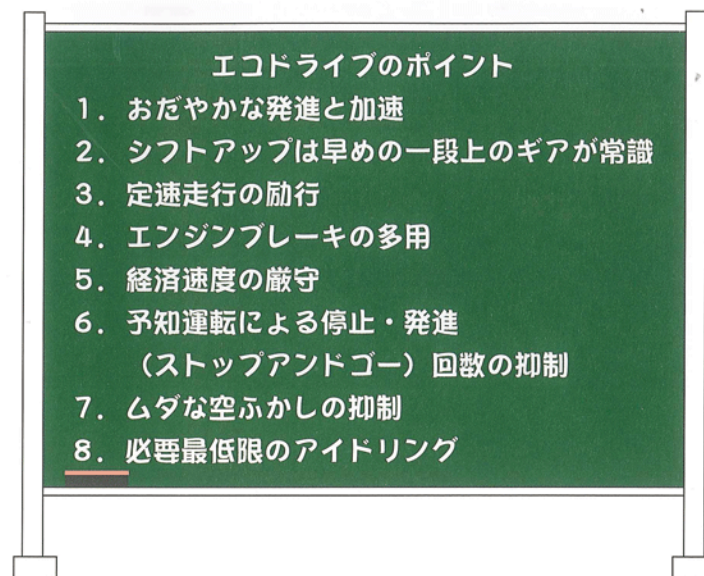 エコドライブのポイント
1．おだやかな発進と加速
2．シフトアップは早めの一段上のギアが常識
3．定速走行の励行
4．エンジンブレーキの多用
5．経済速度の厳守
6．予知運転による停止・発進
（ストップアンドゴー）回数の抑制
7．ムダな空ふかしの抑制
8．必要最低限のアイドリング